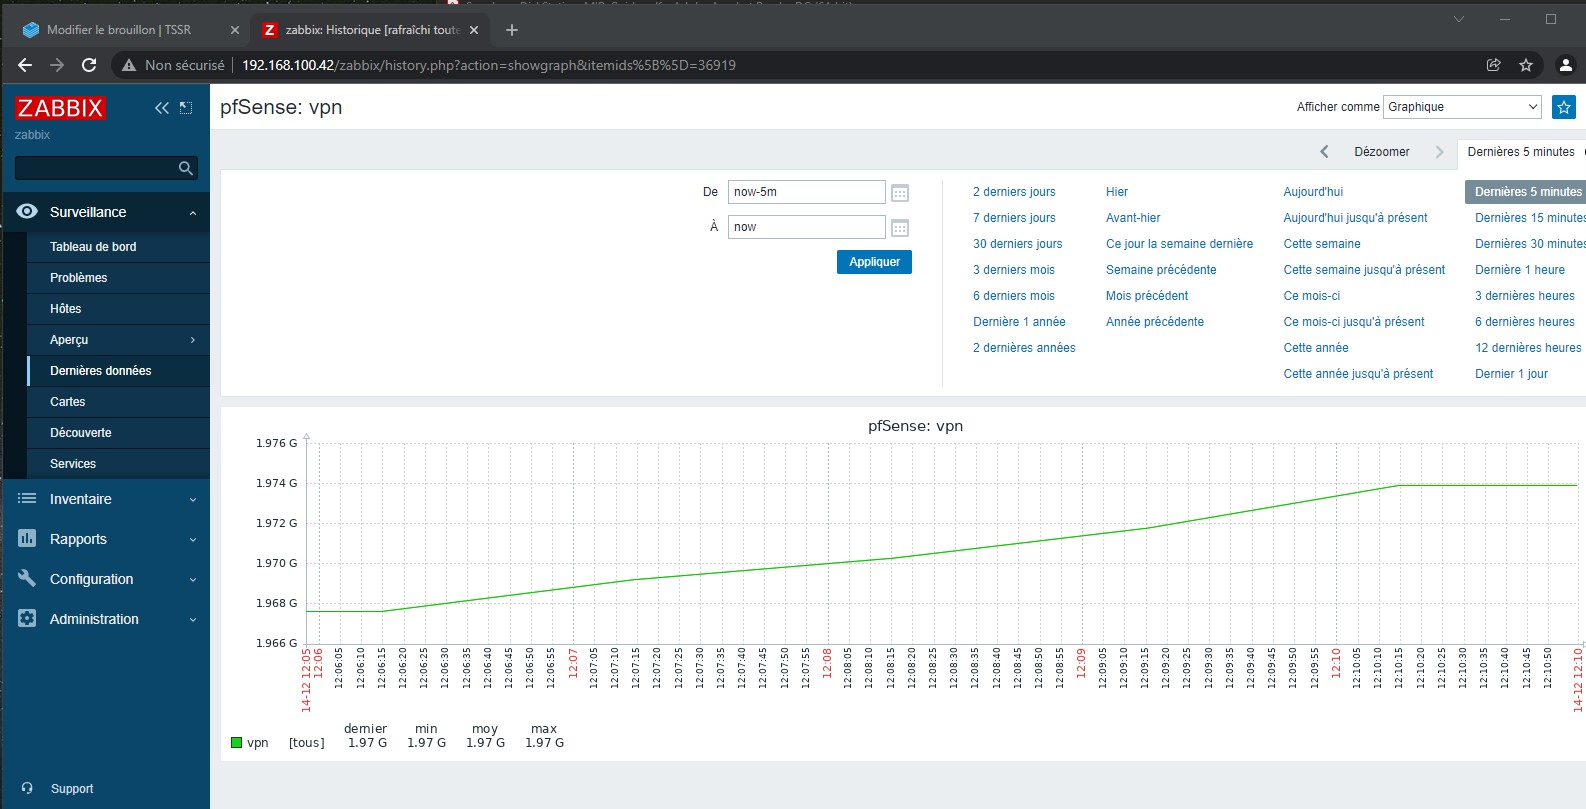 Modifier le brouillon | TSSR
zabbix: Historique [rafraîchi toute
Non sécurisé
192.168.100.42/zabbix/history.php?action=showgraph&itemids%5B%5D=36919
ZABBIX
zabbix
Surveillance
Tableau de bord
Problèmes
Hôtes
Aperçu
Dernières données
Cartes
Découverte
Services
Inventaire
Rapports
Configuration
Administration
Support
pfSense: vpn
Afficher comme Graphique
Dézoomer
Dernières 5 minutes
De now-5m
À now
Appliquer
2 derniers jours
7 derniers jours
30 derniers jours
3 derniers mois
6 derniers mois
Dernière 1 année
2 dernières années
Hier
Avant-hier
Ce jour la semaine dernière
Semaine précédente
Mois précédent
Année précédente
Aujourd'hui
Aujourd'hui jusqu'à présent
Cette semaine
Cette semaine jusqu'à présent
Ce mois-ci
Ce mois-ci jusqu'à présent
Cette année
Cette année jusqu'à présent
Dernières 5 minutes
Dernières 15 minutes
Dernières 30 minutes
Dernière 1 heure
3 dernières heures
6 dernières heures
12 dernières heures
Dernier 1 jour
pfSense: vpn
1.976 G
1.974 G
1.972 G
1.970 G
1.968 G
1.966 G
14-12 12:05
12:06
12:06:05
12:06:10
12:06:15
12:06:20
12:06:25
12:06:30
12:06:35
12:06:40
12:06:45
12:06:50
12:06:55
12:07
12:07:05
12:07:10
12:07:15
12:07:20
12:07:25
12:07:30
12:07:35
12:07:40
12:07:45
12:07:50
12:07:55
12:08
12:08:05
12:08:10
12:08:15
12:08:20
12:08:25
12:08:30
12:08:35
12:08:40
12:08:45
12:08:50
12:08:55
12:09
12:09:05
12:09:10
12:09:15
12:09:20
12:09:25
12:09:30
12:09:35
12:09:40
12:09:45
12:09:50
12:09:55
12:10
12:10:05
12:10:10
12:10:15
12:10:20
12:10:25
12:10:30
12:10:35
12:10:40
12:10:45
12:10:50
14-12 12:10
dernier min moy max
vpn [tous] 1.97 G 1.97 G 1.97 G 1.97 G